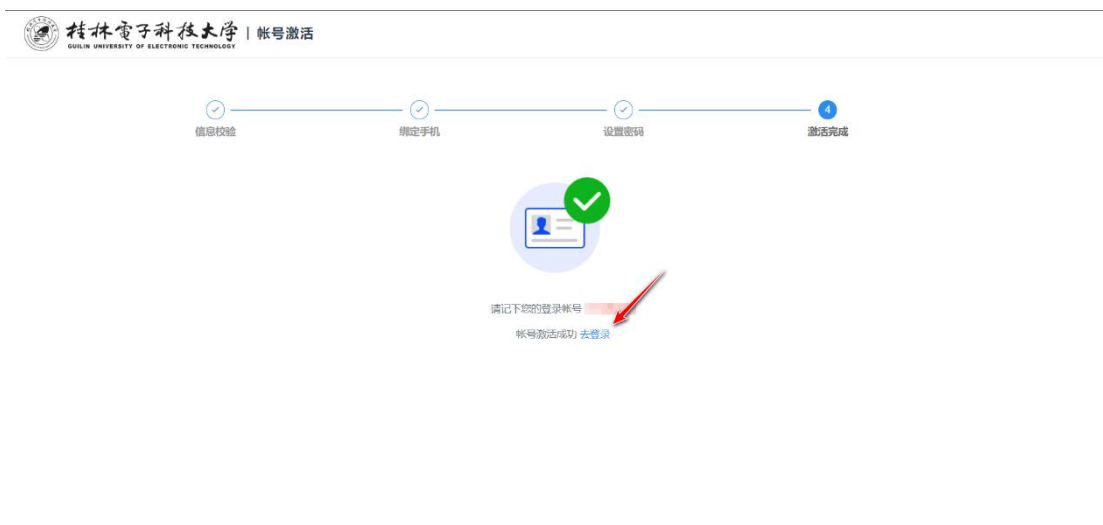 桂林電子科技大学 | 帐号激活
GUILIN UNIVERSITY OF ELECTRONIC TECHNOLOGY
4
信息校验 绑定手机 设置密码 激活完成
请记下您的登录帐号
帐号激活成功 去登录